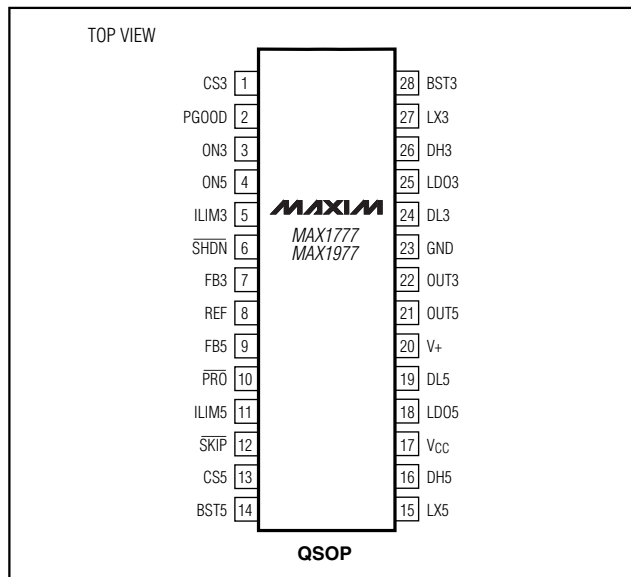 TOP VIEW
CS3 1 28 BST3
PGOOD 2 27 LX3
ON3 3 26 DH3
ON5 4 25 LDO3
ILIM3 5 MAXIM 24 DL3
MAX1777
SHDN 6 23 GND
MAX1977
FB3 7 22 OUT3
REF 8 21 OUT5
FB5 9 20 V+
PRO 10 19 DL5
ILIM5 11 18 LDO5
SKIP 12 17 VCC
CS5 13 16 DH5
BST5 14 15 LX5
QSOP